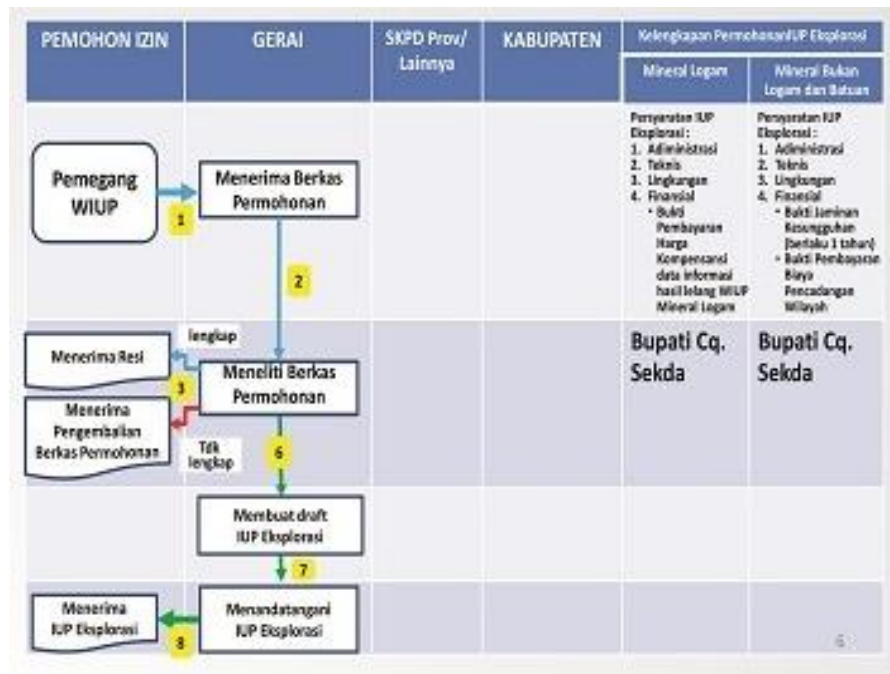 PEMOHON IZIN
GERAI
SKPD Prov/
Lainnya
KABUPATEN
Kelengkapan PermohonanIUP Eksplorasi
Mineral Logam
Mineral Bukan
Logam dan Batuan
Pemegang
WIUP
1
Menerima Berkas
Permohonan
2
Persyaratan IUP
Eksplorasi :
1. Adiministrasi
2. Teknis
3. Lingkungan
4. Finansial
• Bukti
Pembayaran
Harga
Kompensansi
data informasi
hasil lelang WIUP
Mineral Logam
Persyaratan IUP
Eksplorasi :
1. Adiministrasi
2. Teknis
3. Lingkungan
4. Finansial
• Bukti Jaminan
Kesungguhan
(berlaku 1 tahun)
• Bukti Pembayaran
Biaya
Pencadangan
Wilayah
Menerima Resi
lengkap
3
Meneliti Berkas
Permohonan
Menerima
Pengembalian
Berkas Permohonan
Tdk
lengkap
6
Bupati Cq.
Sekda
Bupati Cq.
Sekda
Membuat draft
IUP Eksplorasi
7
Menerima
IUP Eksplorasi
8
Menandatangani
IUP Eksplorasi
6